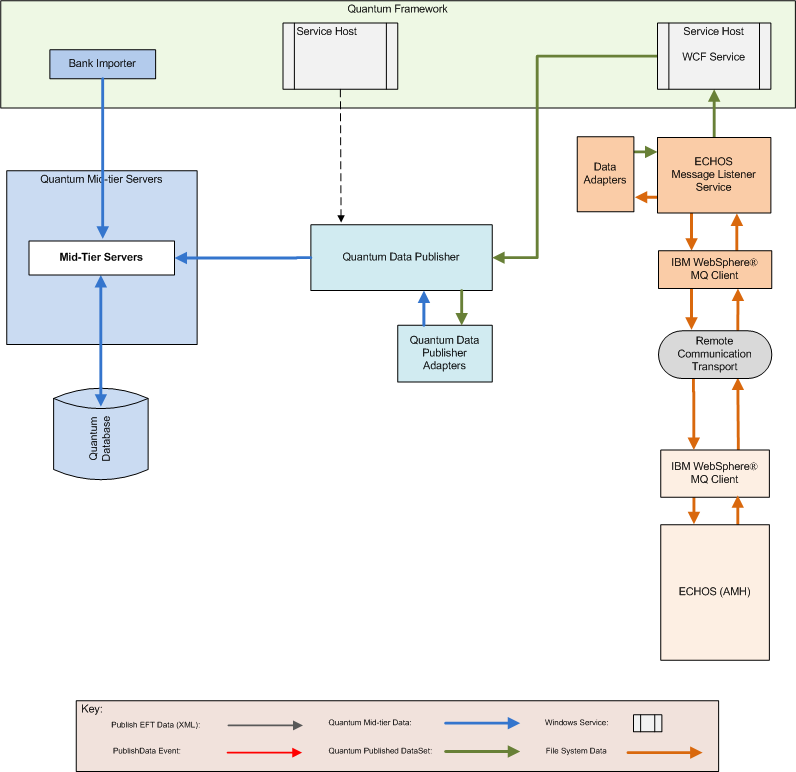 Quantum Framework
Service Host
Service Host
WCF Service
Bank Importer
Data
Adapters
ECHOS
Message Listener
Service
Quantum Mid-tier Servers
Mid-Tier Servers
Quantum Data Publisher
IBM WebSphere®
MQ Client
Quantum Data
Publisher
Adapters
Remote
Communication
Transport
Quantum
Database
IBM WebSphere®
MQ Client
ECHOS (AMH)
Key:
Publish EFT Data (XML):
Quantum Mid-tier Data:
Windows Service:
PublishData Event:
Quantum Published DataSet:
File System Data